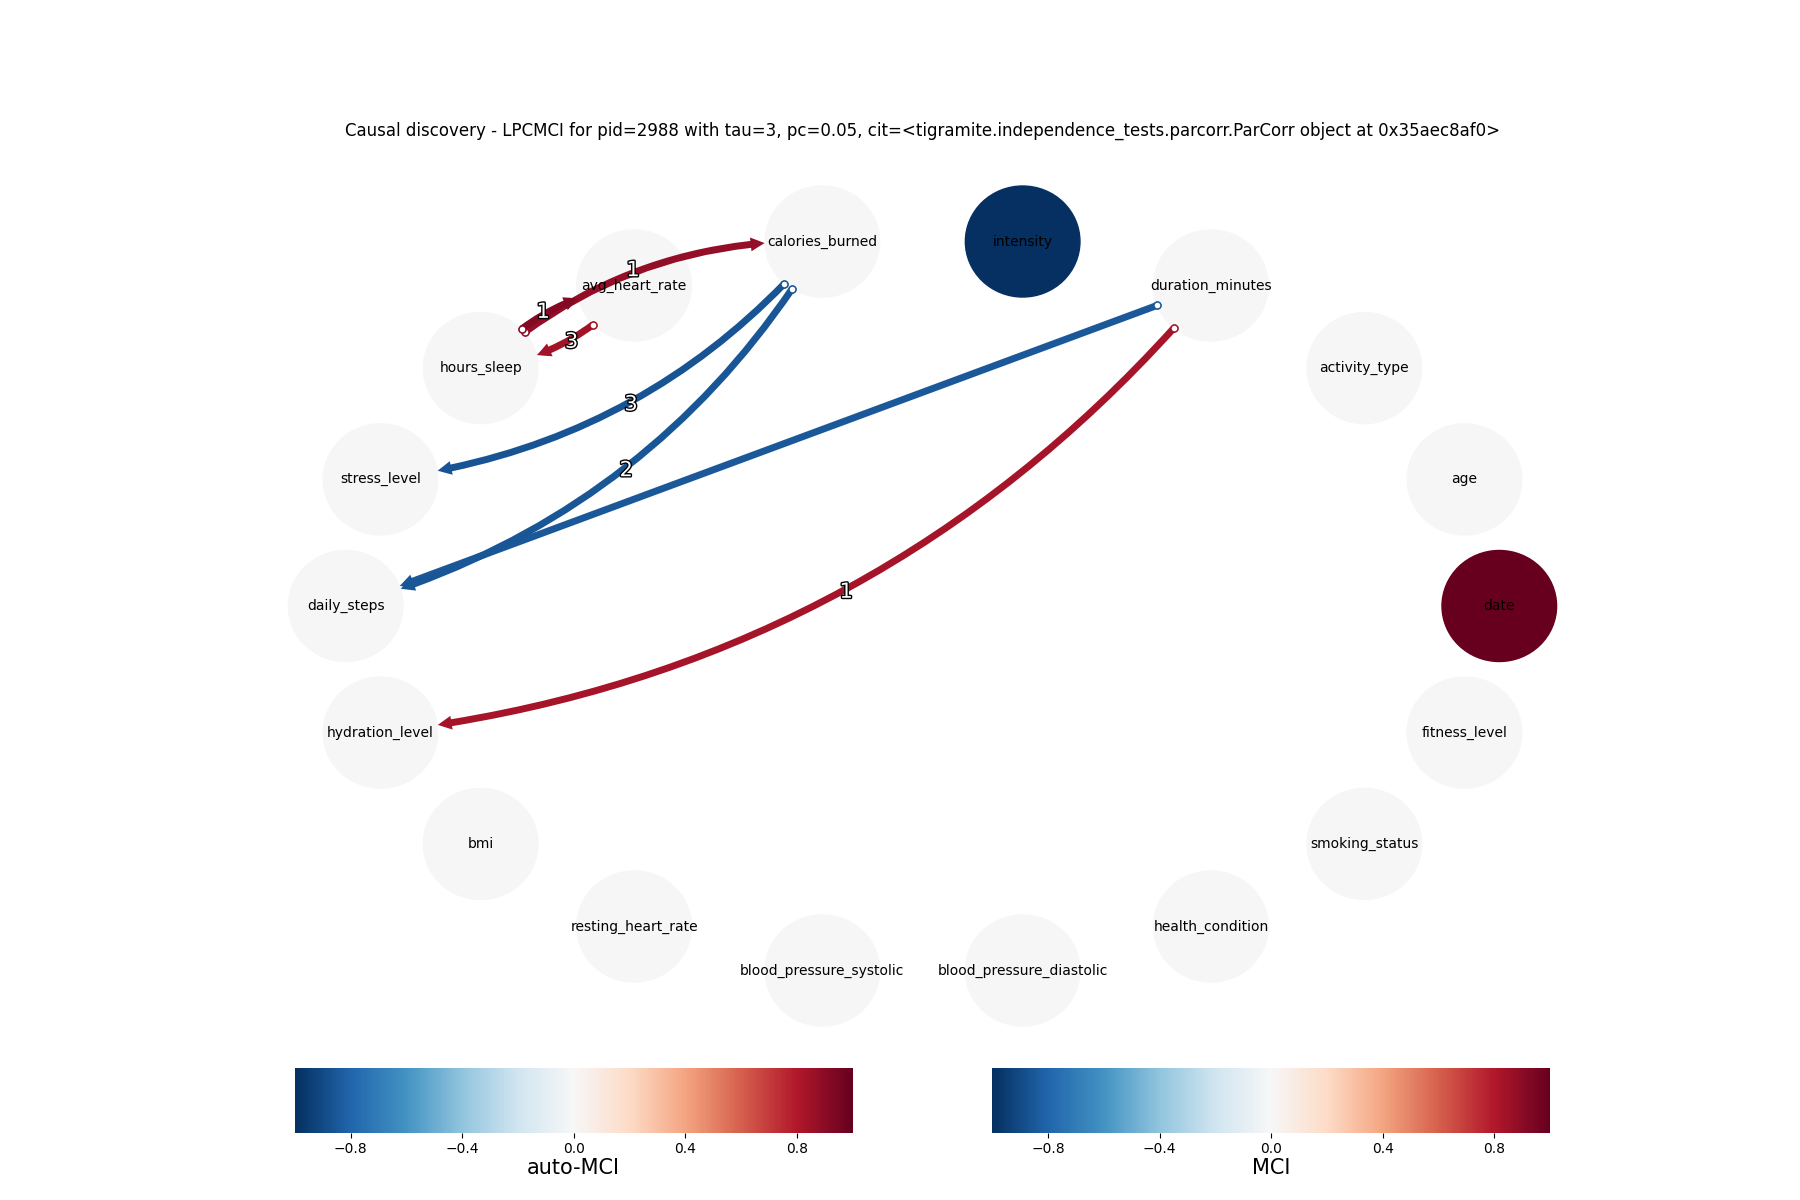 Causal discovery - LPCMCI for pid=2988 with tau=3, pc=0.05, cit=<tigramite.independence_tests.parcorr.ParCorr object at 0x35aec8af0>
calories_burned
intensity
1
avg_heart_rate
duration_minutes
1
3
hours_sleep
activity_type
3
2
stress_level
age
1
daily_steps
date
hydration_level
fitness_level
bmi
smoking_status
resting_heart_rate
health_condition
blood_pressure_systolic
blood_pressure_diastolic
−0.8 −0.4 0.0 0.4 0.8
auto-MCI
−0.8 −0.4 0.0 0.4 0.8
MCI